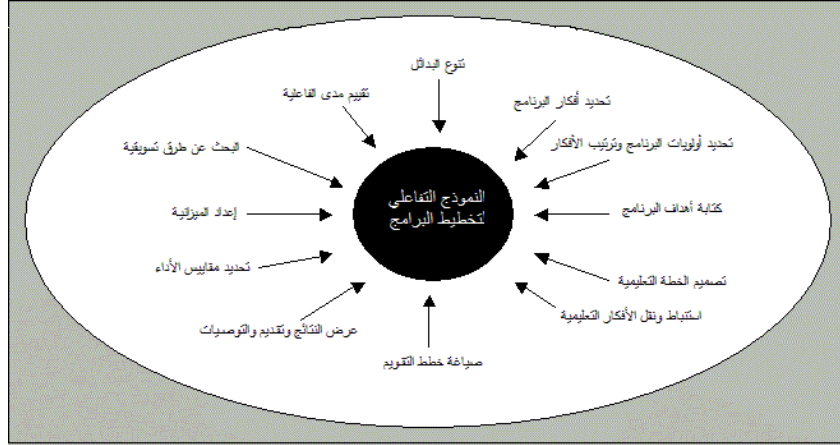 تنوع البدائل
تحديد أفكار البرنامج
تحديد أولويات البرنامج وترتيب الأفكار
كتابة أهداف البرنامج
تصميم الخطة التعليمية
استنباط ونقل الأفكار التعليمية
صياغة خطط التقويم
عرض النتائج وتقديم والتوصيات
تحديد مقاييس الأداء
إعداد الميزانية
البحث عن طرق تسويقية
تقييم مدى الفاعلية
النموذج التفاعلي
لتخطيط البرامج